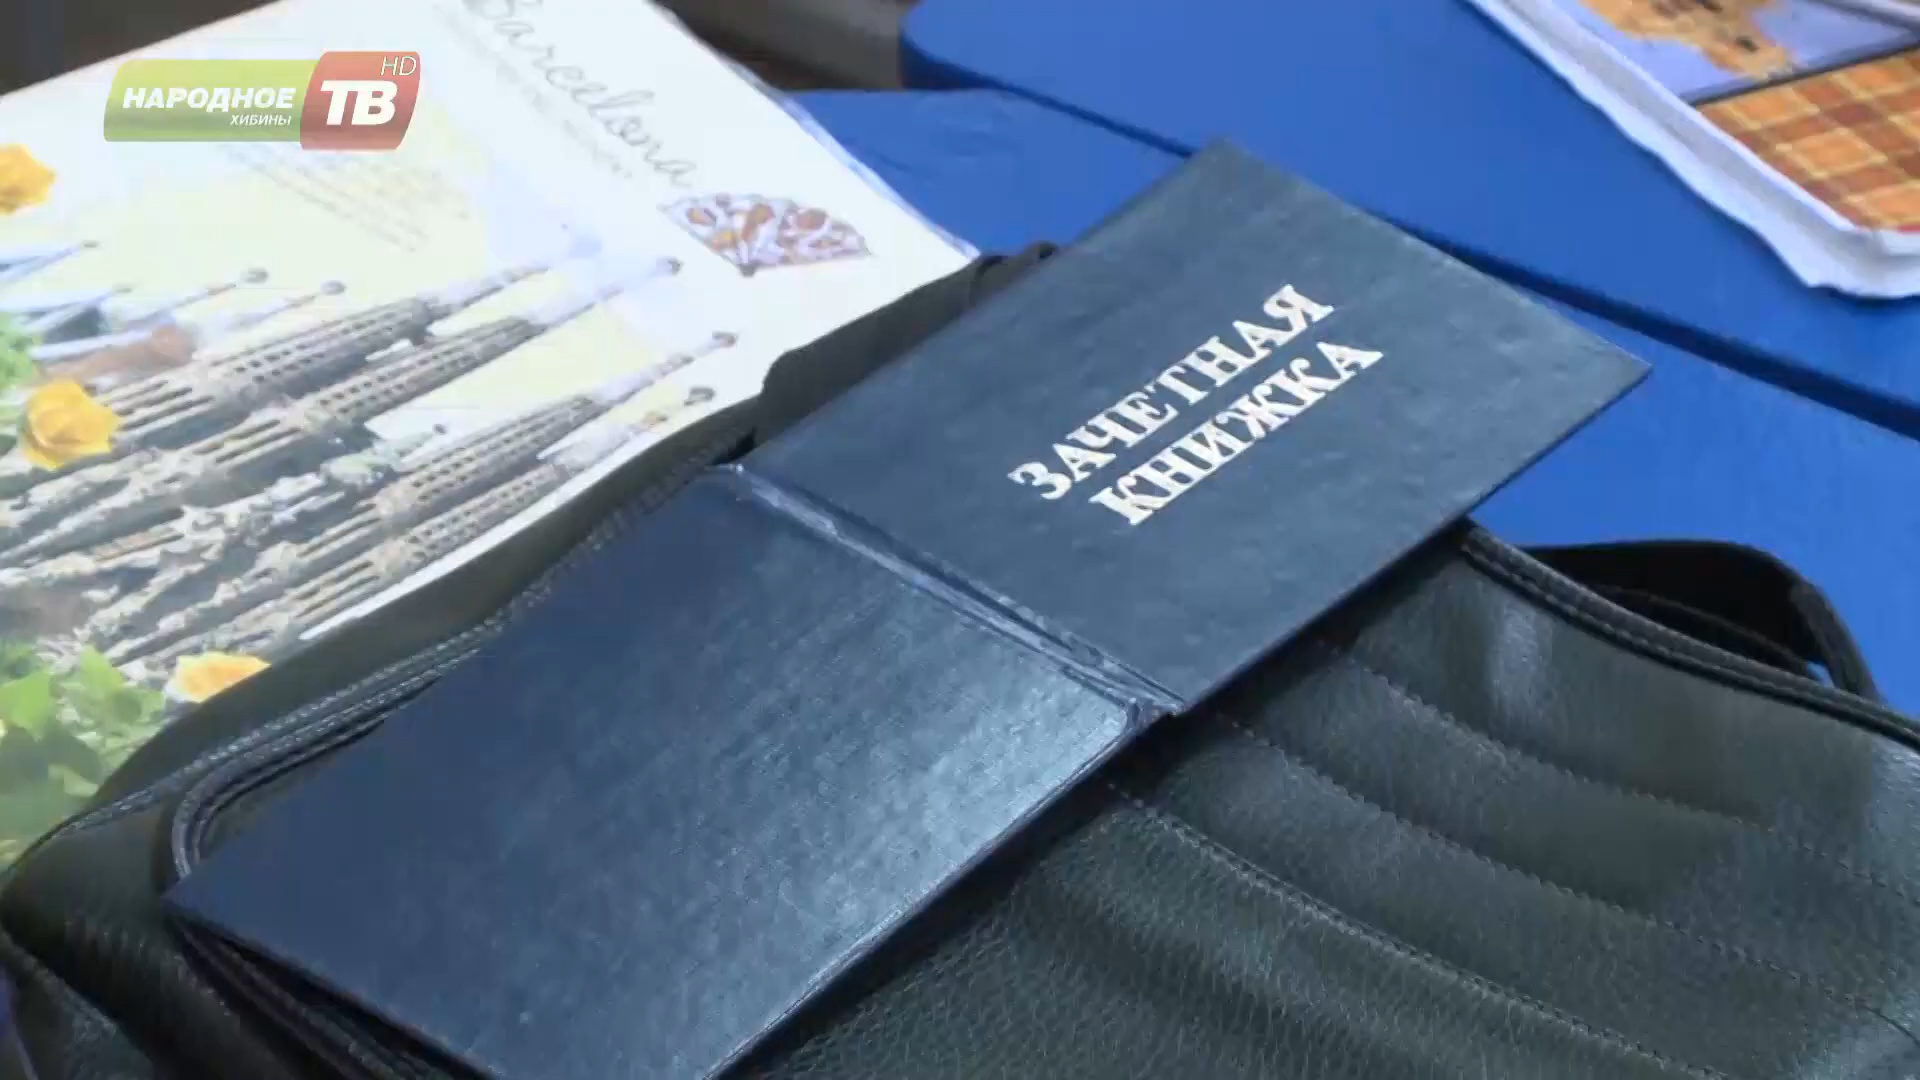 НАРОДНОЕ
ХИБИНЫ
ТВ
HD
Barcelona
ЗАЧЕТНАЯ
КНИЖКА